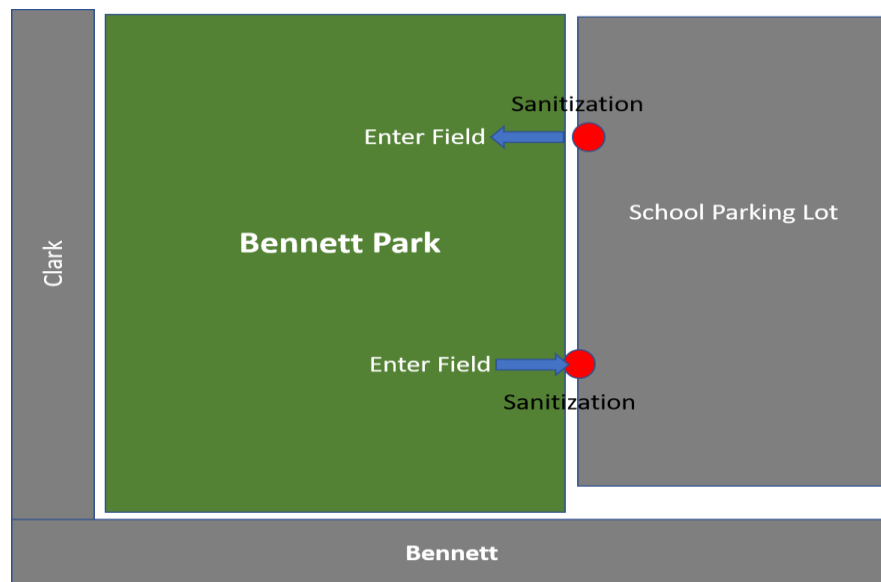 Sanitization
Enter Field
School Parking Lot
Bennett Park
Clark
Enter Field
Sanitization
Bennett